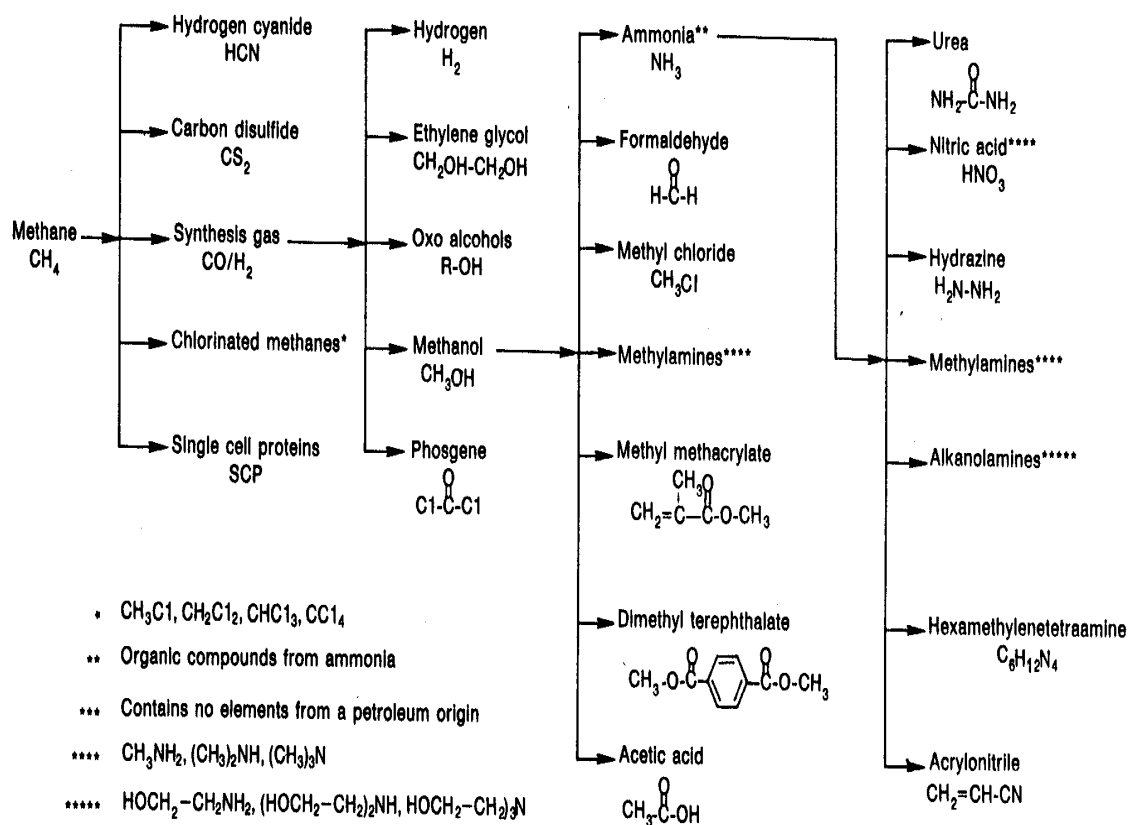 Methane
CH₄
Hydrogen cyanide
HCN
Carbon disulfide
CS₂
Synthesis gas
CO/H₂
Chlorinated methanes*
Single cell proteins
SCP
Hydrogen
H₂
Ethylene glycol
CH₂OH-CH₂OH
Oxo alcohols
R-OH
Methanol
CH₃OH
Phosgene
O
C1-C-C1
Ammonia**
NH₃
Formaldehyde
O
H-C-H
Methyl chloride
CH₃Cl
Methylamines****
Methyl methacrylate
CH₃O
CH₂=C—C-O-CH₃
Dimethyl terephthalate
O O
CH₃-OC C-O-CH₃
Acetic acid
O
CH₃-C-OH
Urea
O
NH₂-C-NH₂
Nitric acid****
HNO₃
Hydrazine
H₂N-NH₂
Methylamines****
Alkanolamines*****
Hexamethylenetetraamine
C₆H₁₂N₄
Acrylonitrile
CH₂=CH-CN
* CH₃C1, CH₂C1₂, CHC1₃, CC1₄
** Organic compounds from ammonia
*** Contains no elements from a petroleum origin
**** CH₃NH₂, (CH₃)₂NH, (CH₃)₃N
***** HOCH₂—CH₂NH₂, (HOCH₂—CH₂)₂NH, HOCH₂—CH₂)₃N